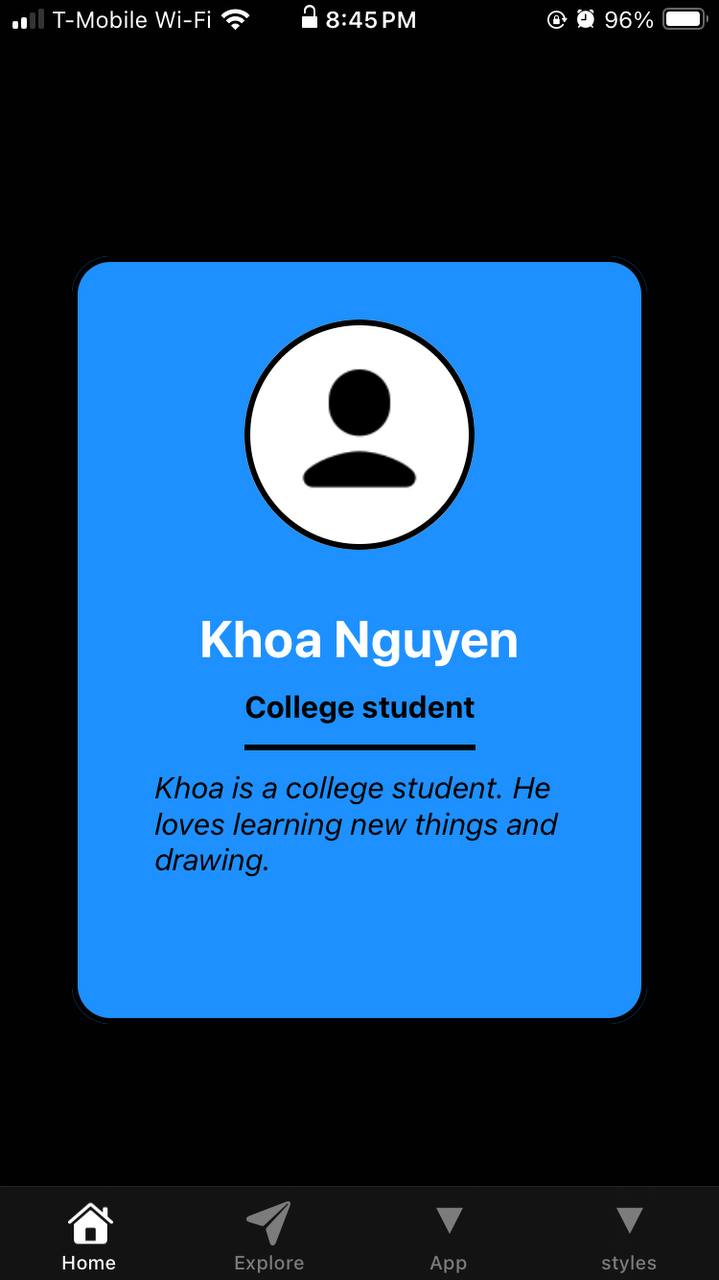 T-Mobile Wi-Fi 8:45 PM 96%
Khoa Nguyen
College student
Khoa is a college student. He
loves learning new things and
drawing.
Home Explore App styles